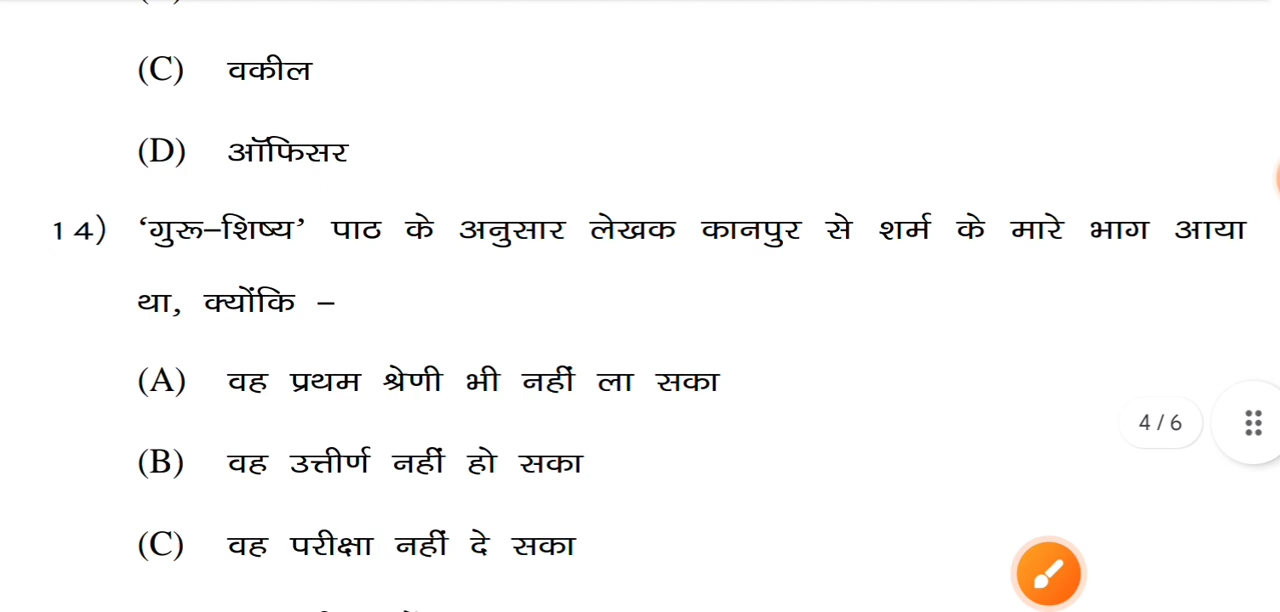 (C) वकील
(D) ऑफिसर
14) ‘गुरू–शिष्य’ पाठ के अनुसार लेखक कानपुर से शर्म के मारे भाग आया
था, क्योंकि –
(A) वह प्रथम श्रेणी भी नहीं ला सका
4 / 6
(B) वह उत्तीर्ण नहीं हो सका
(C) वह परीक्षा नहीं दे सका